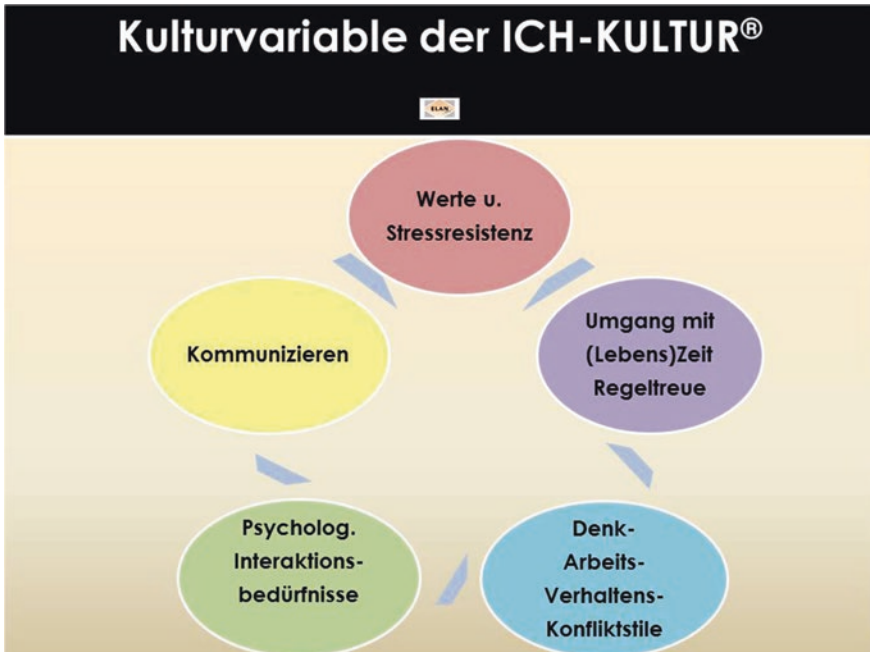 Kulturvariable der ICH-KULTUR®
ELAN
Werte u.
Stressresistenz
Umgang mit
(Lebens)Zeit
Regeltreue
Denk-
Arbeits-
Verhaltens-
Konfliktstile
Psycholog.
Interaktions-
bedürfnisse
Kommunizieren